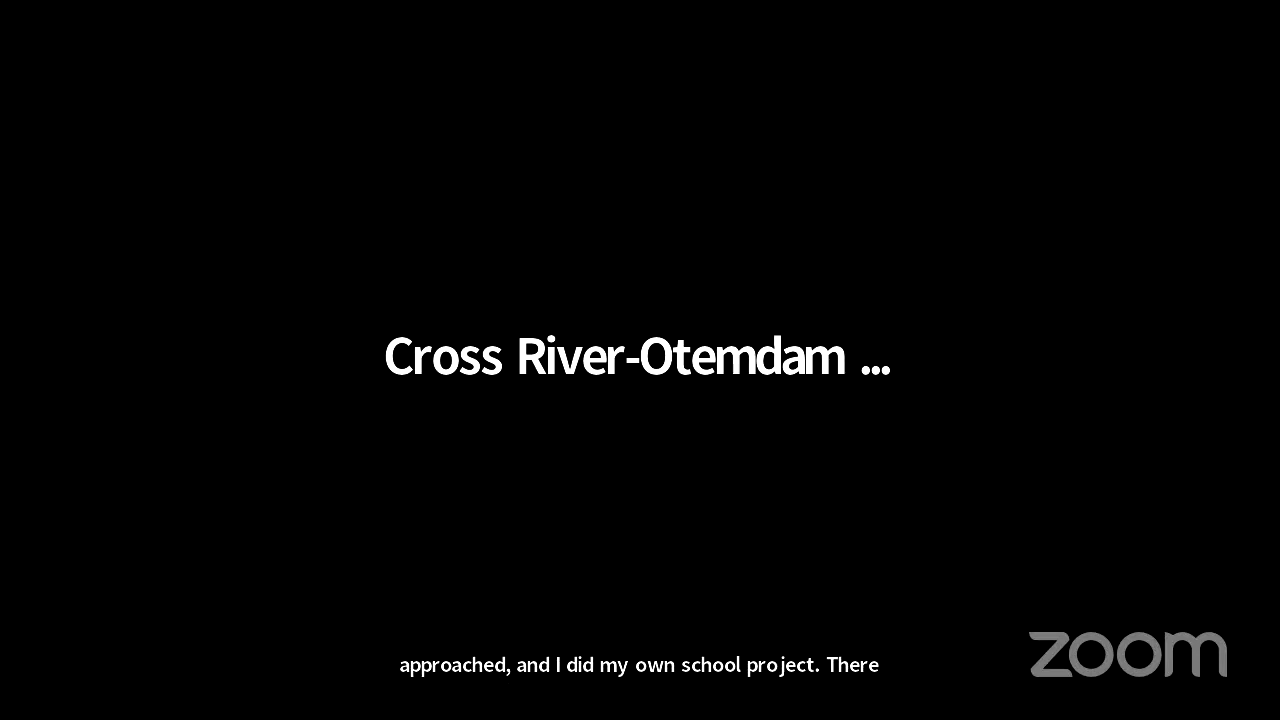 Cross River-Otemdam ...
approached, and I did my own school project. There
zoom